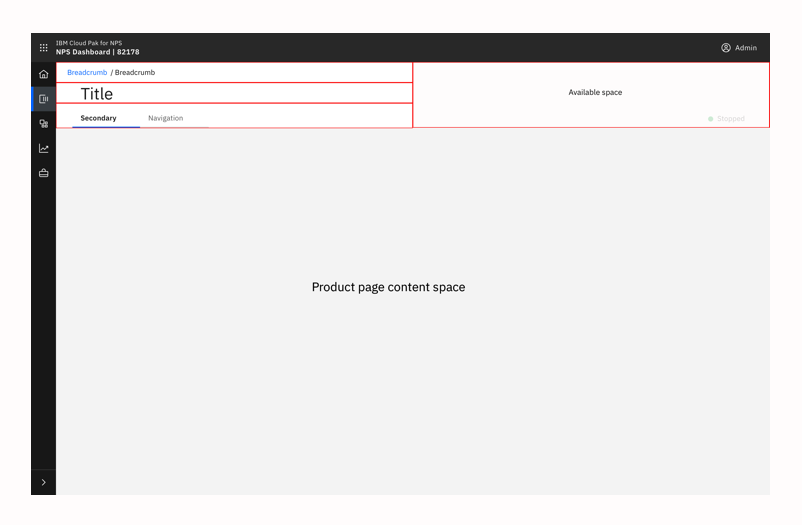 IBM Cloud Pak for NPS
NPS Dashboard | 82178
Admin
Breadcrumb / Breadcrumb
Title
Available space
Secondary Navigation
Stopped
Product page content space